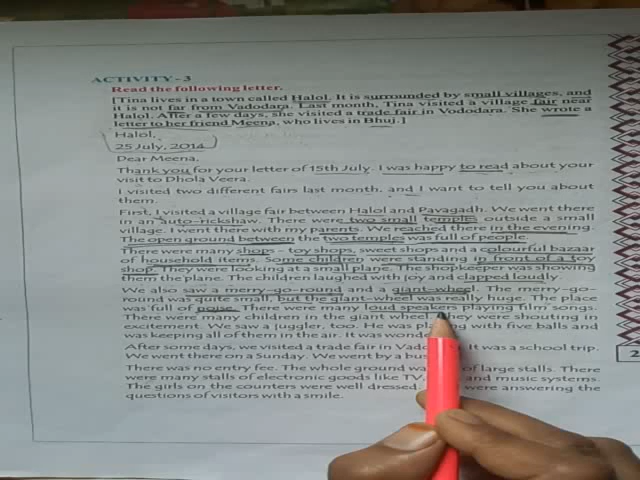 ACTIVITY - 3
Read the following letter.
[Tina lives in a town called Halol. It is surrounded by small villages, and
it is not far from Vadodara. Last month, Tina visited a village fair near
Halol. After a few days, she visited a trade fair in Vododara. She wrote a
letter to her friend Meena, who lives in Bhuj. ]
Halol,
25 July, 2014
Dear Meena,
Thank you for your letter of 15th July. I was happy to read about your
visit to Dhola Veera.
I visited two different fairs last month, and I want to tell you about
them.
First, I visited a village fair between Halol and Pavagadh. We went there
in an auto-rickshaw. There were two small temples outside a small
village. I went there with my parents. We reached there in the evening.
The open ground between the two temples was full of people.
There were many shops - toy shops, sweet shops and a colourful bazaar
of household items. Some children were standing in front of a toy
shop. They were looking at a small plane. The shopkeeper was showing
them the plane. The children laughed with joy and clapped loudly.
We also saw a merry-go-round and a giant-wheel. The merry-go-
round was quite small, but the giant-wheel was really huge. The place
was full of noise. There were many loud speakers playing film songs.
There were many children in the giant wheel. They were shouting in
excitement. We saw a juggler, too. He was playing with five balls and
was keeping all of them in the air. It was
After some days, we visited a trade fair in It was a school trip.
We went there on a Sunday. We went by a
There was no entry fee. The whole ground of large stalls. There
were many stalls of electronic goods like TV, and music systems.
The girls on the counters were well dressed. were answering the
questions of visitors with a smile.
2